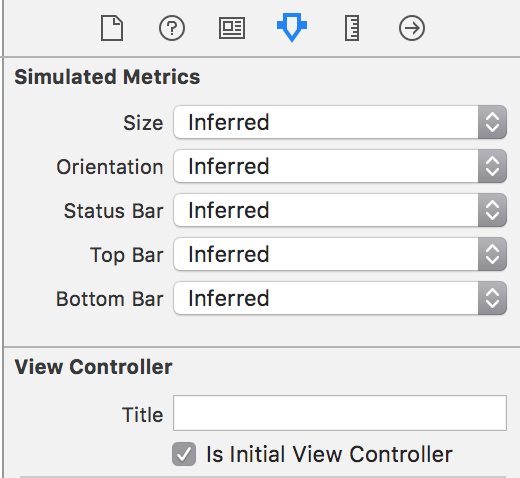 Simulated Metrics
Size Inferred
Orientation Inferred
Status Bar Inferred
Top Bar Inferred
Bottom Bar Inferred
View Controller
Title
Is Initial View Controller